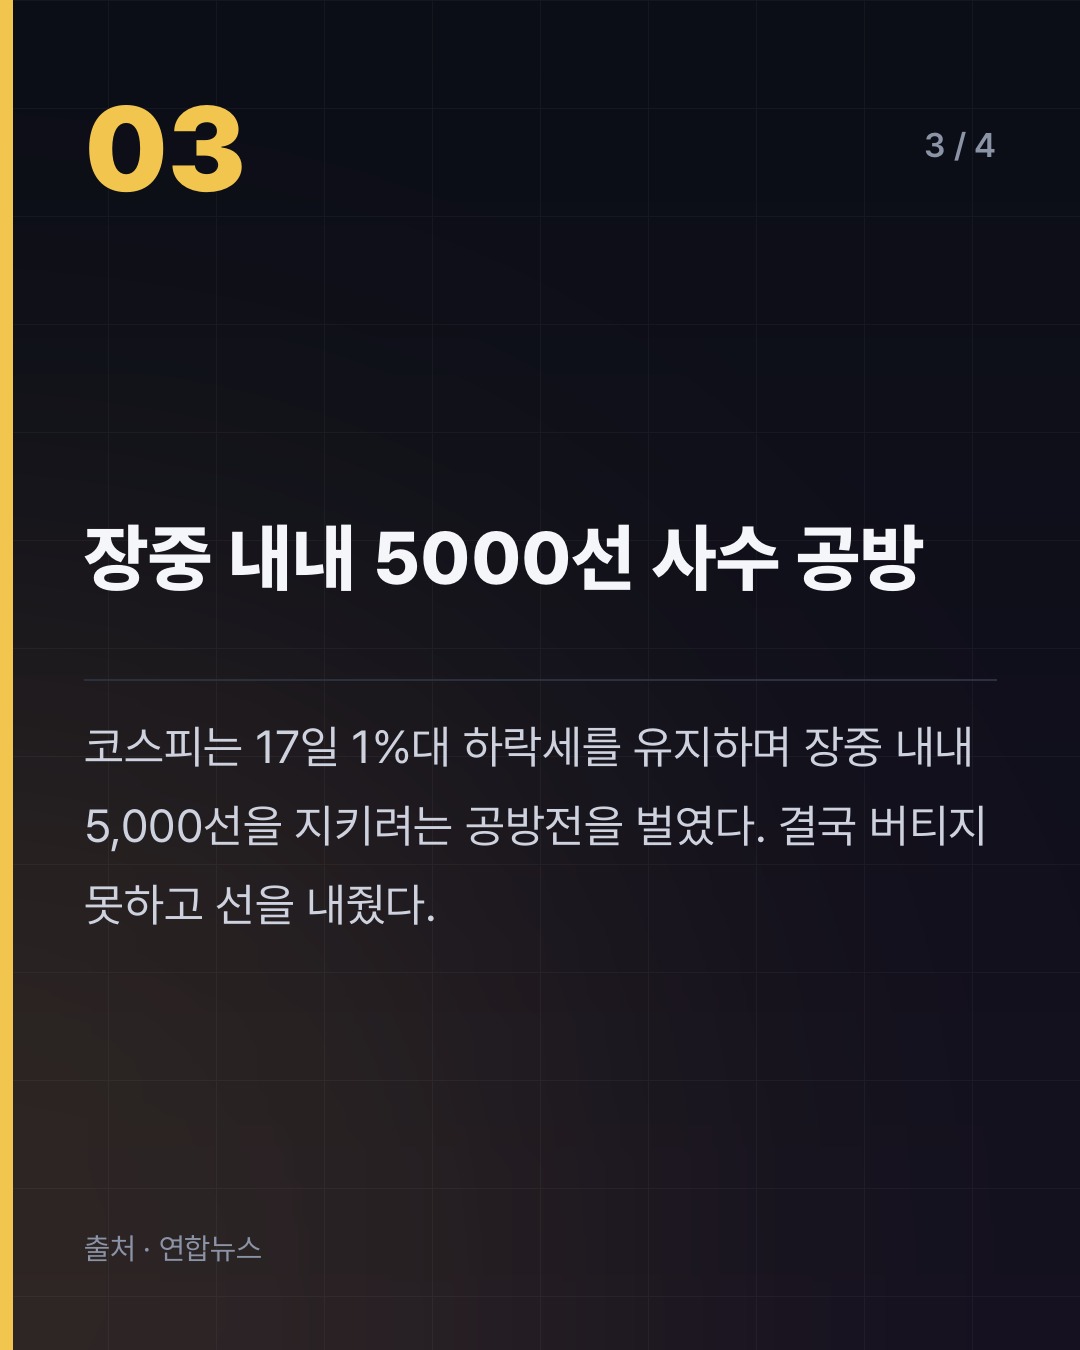 03
3 / 4
장중 내내 5000선 사수 공방
코스피는 17일 1%대 하락세를 유지하며 장중 내내
5,000선을 지키려는 공방전을 벌였다. 결국 버티지
못하고 선을 내줬다.
출처 · 연합뉴스